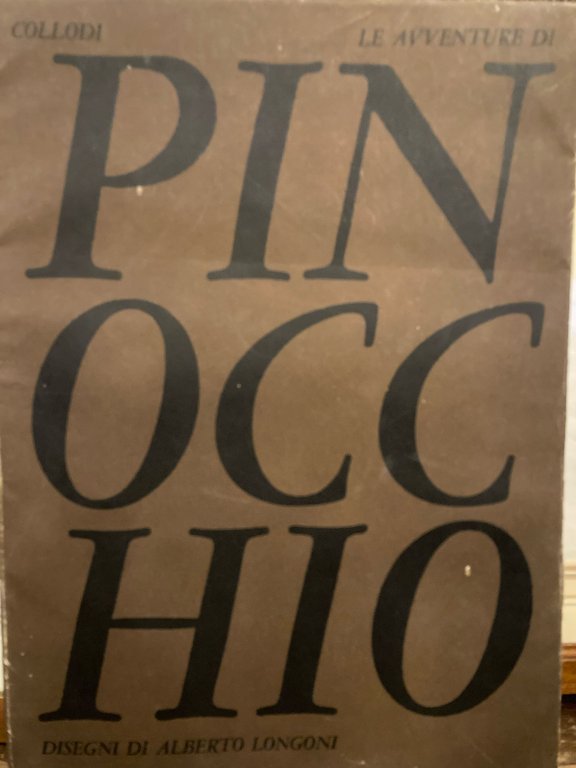 COLLODI LE AVVENTURE DI
PIN
OCC
HIO
DISEGNI DI ALBERTO LONGONI